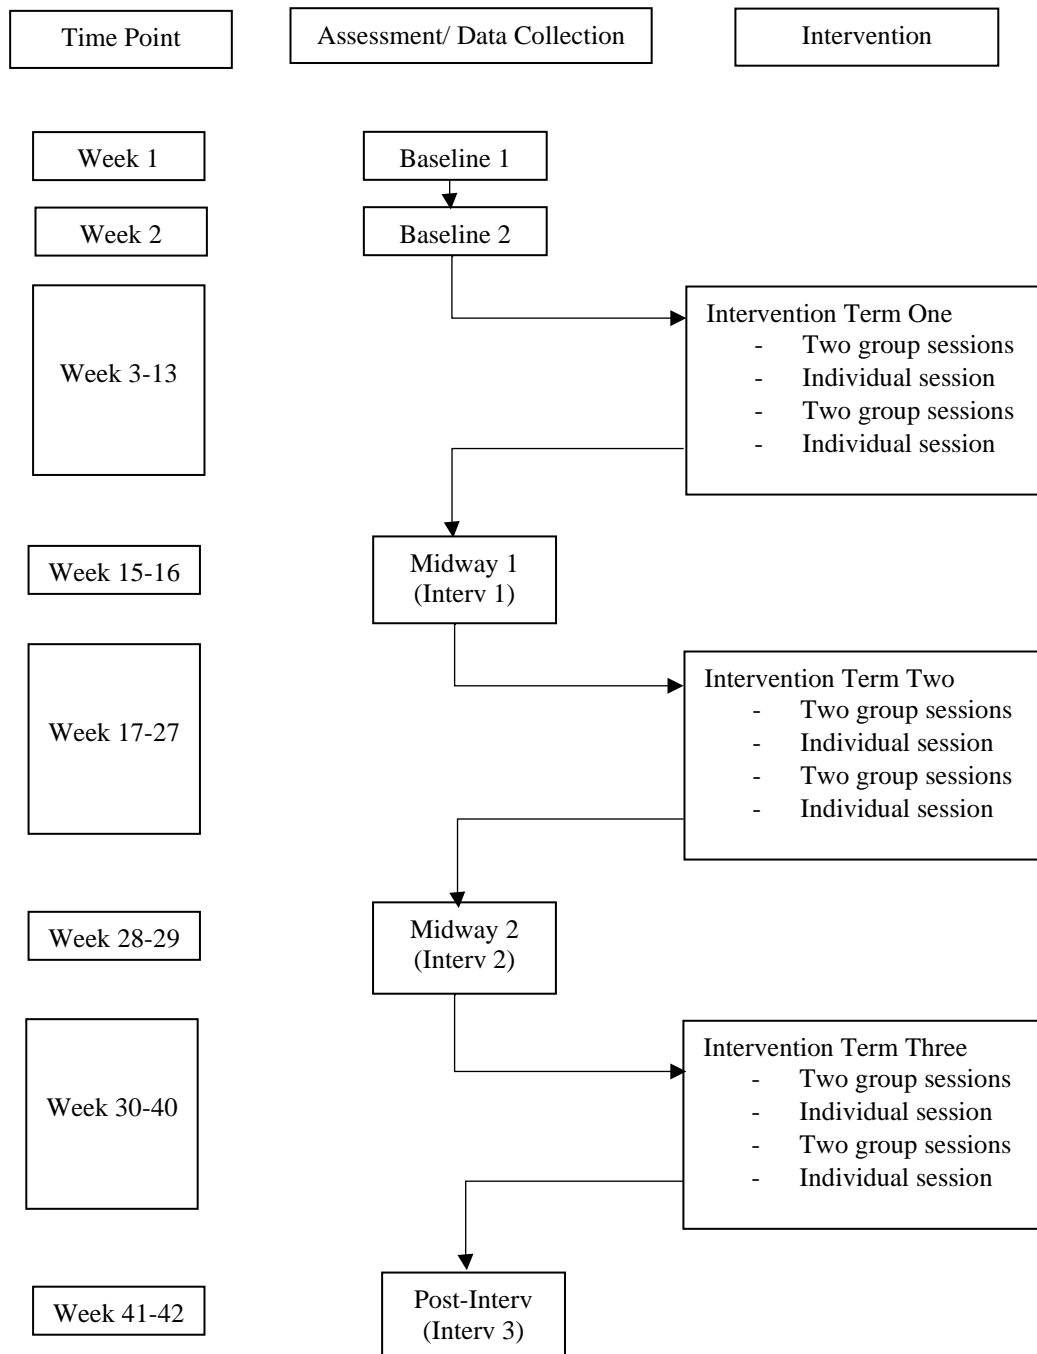 Time Point
Assessment/ Data Collection
Intervention
Week 1
Baseline 1
Week 2
Baseline 2
Week 3-13
Intervention Term One
- Two group sessions
- Individual session
- Two group sessions
- Individual session
Week 15-16
Midway 1
(Interv 1)
Week 17-27
Intervention Term Two
- Two group sessions
- Individual session
- Two group sessions
- Individual session
Week 28-29
Midway 2
(Interv 2)
Week 30-40
Intervention Term Three
- Two group sessions
- Individual session
- Two group sessions
- Individual session
Week 41-42
Post-Interv
(Interv 3)